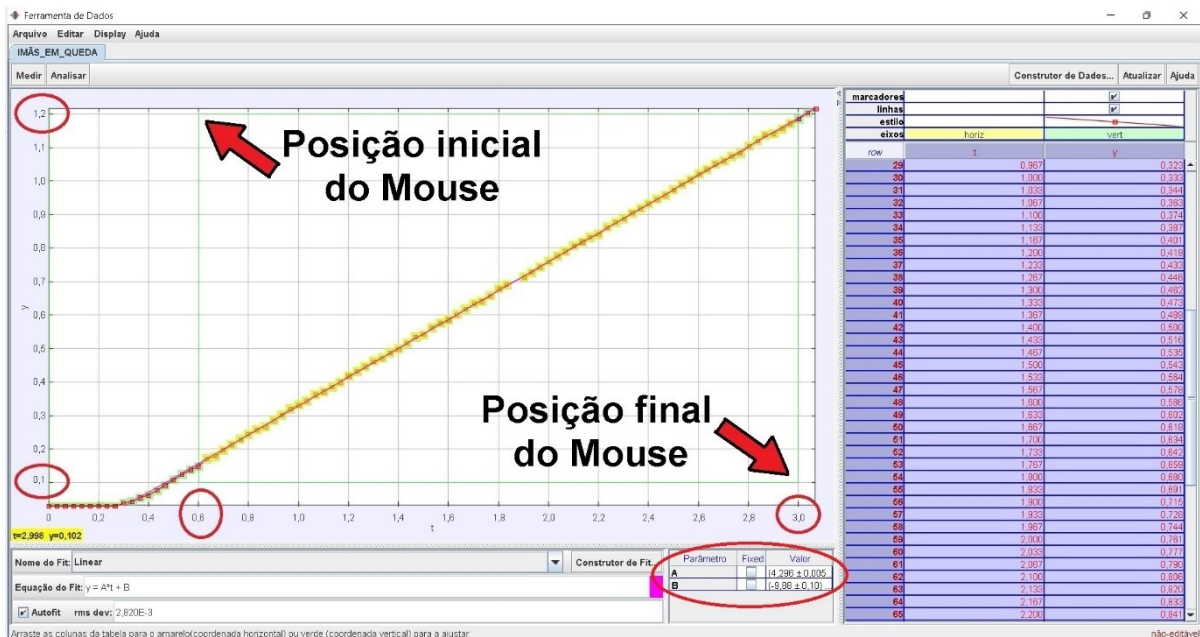 Ferramenta de Dados
Arquivo Editar Display Ajuda
IMÃS_EM_QUEDA
Medir Analisar
Construtor de Dados... Atualizar Ajuda
1,2
1,1
1,0
0,9
0,8
0,7
0,6
0,5
0,4
0,3
0,2
0,1
y
Posição inicial
do Mouse
Posição final
do Mouse
0 0,2 0,4 0,6 0,8 1,0 1,2 1,4 1,6 1,8 2,0 2,2 2,4 2,6 2,8 3,0
t
t=2,998 y=0,102
marcadores
linhas
estilo
eixos horiz vert
row t y
29 0,967 0,323
30 1,000 0,333
31 1,033 0,344
32 1,067 0,363
33 1,100 0,374
34 1,133 0,387
35 1,167 0,401
36 1,200 0,419
37 1,233 0,433
38 1,267 0,446
39 1,300 0,462
40 1,333 0,473
41 1,367 0,489
42 1,400 0,500
43 1,433 0,516
44 1,467 0,535
45 1,500 0,543
46 1,533 0,564
47 1,567 0,578
48 1,600 0,586
49 1,633 0,602
50 1,667 0,618
51 1,700 0,634
52 1,733 0,642
53 1,767 0,659
54 1,800 0,680
55 1,833 0,691
56 1,900 0,715
57 1,933 0,728
58 1,967 0,744
59 2,000 0,761
60 2,033 0,777
61 2,067 0,790
62 2,100 0,806
63 2,133 0,820
64 2,167 0,833
65 2,200 0,841
Nome do Fit: Linear
Construtor de Fit...
Equação do Fit: y = A*t + B
Autofit rms dev: 2,820E-3
Parâmetro Fixed Valor
A (4,296 ± 0,005
B (-9,88 ± 0,10) ...
Arraste as colunas da tabela para o amarelo(coordenada horizontal) ou verde (coordenada vertical) para a ajustar
não-editável